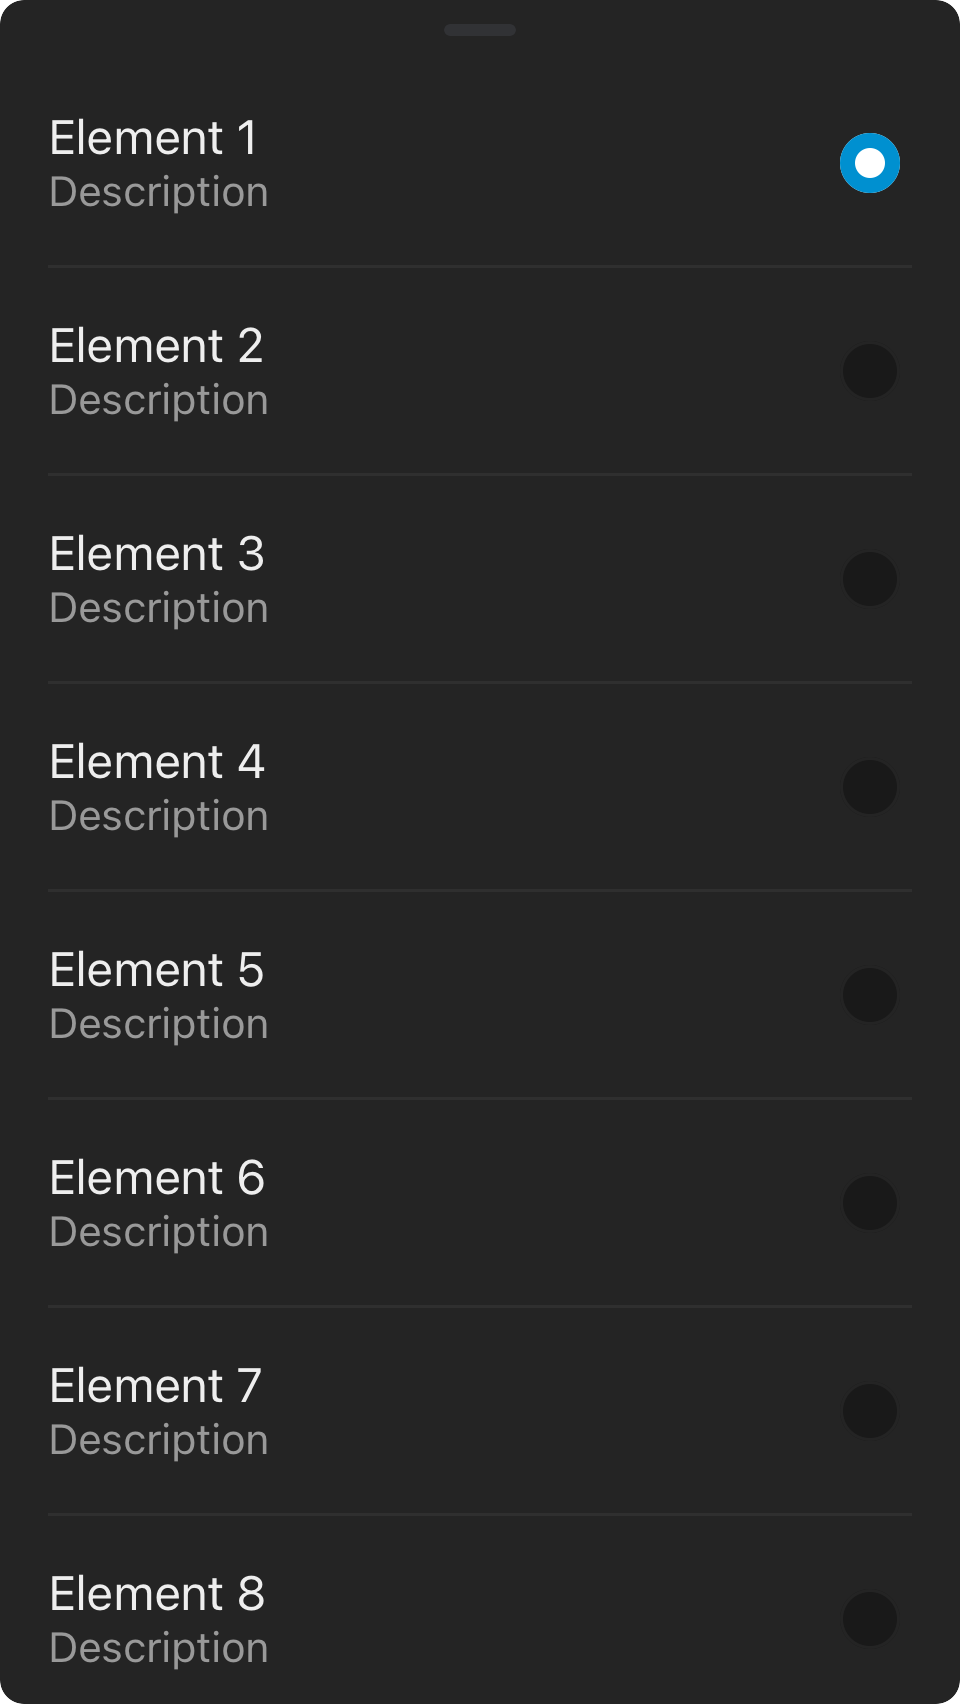 Element 1
Description
Element 2
Description
Element 3
Description
Element 4
Description
Element 5
Description
Element 6
Description
Element 7
Description
Element 8
Description